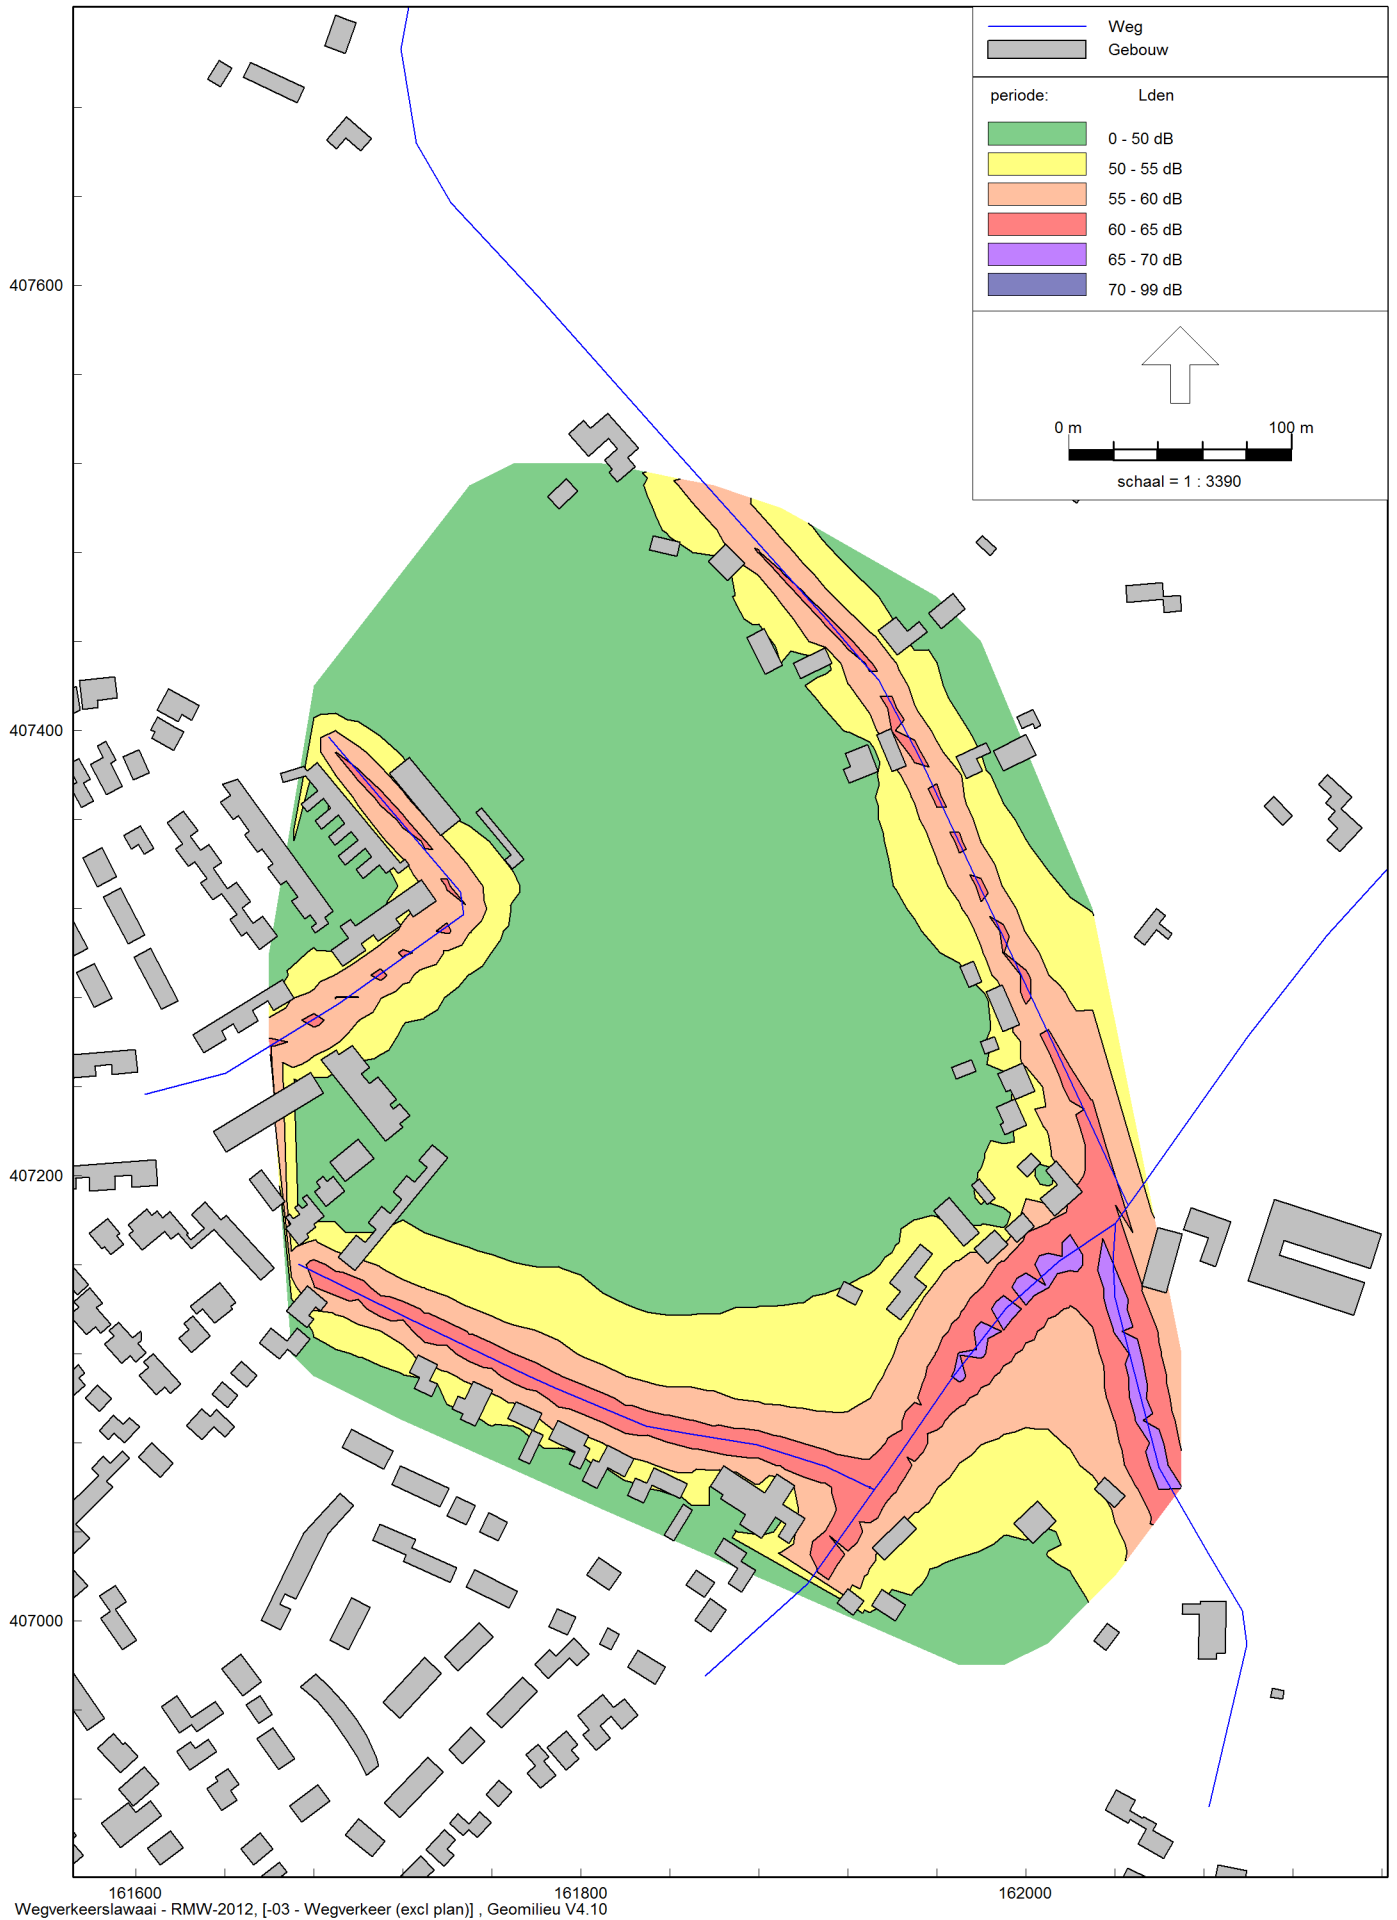 Weg
Gebouw
periode: Lden
0 - 50 dB
50 - 55 dB
55 - 60 dB
60 - 65 dB
65 - 70 dB
70 - 99 dB
0 m 100 m
schaal = 1 : 3390
407600
407400
407200
407000
161600 161800 162000
Wegverkeerslawaai - RMW-2012, [-03 - Wegverkeer (excl plan)] , Geomilieu V4.10